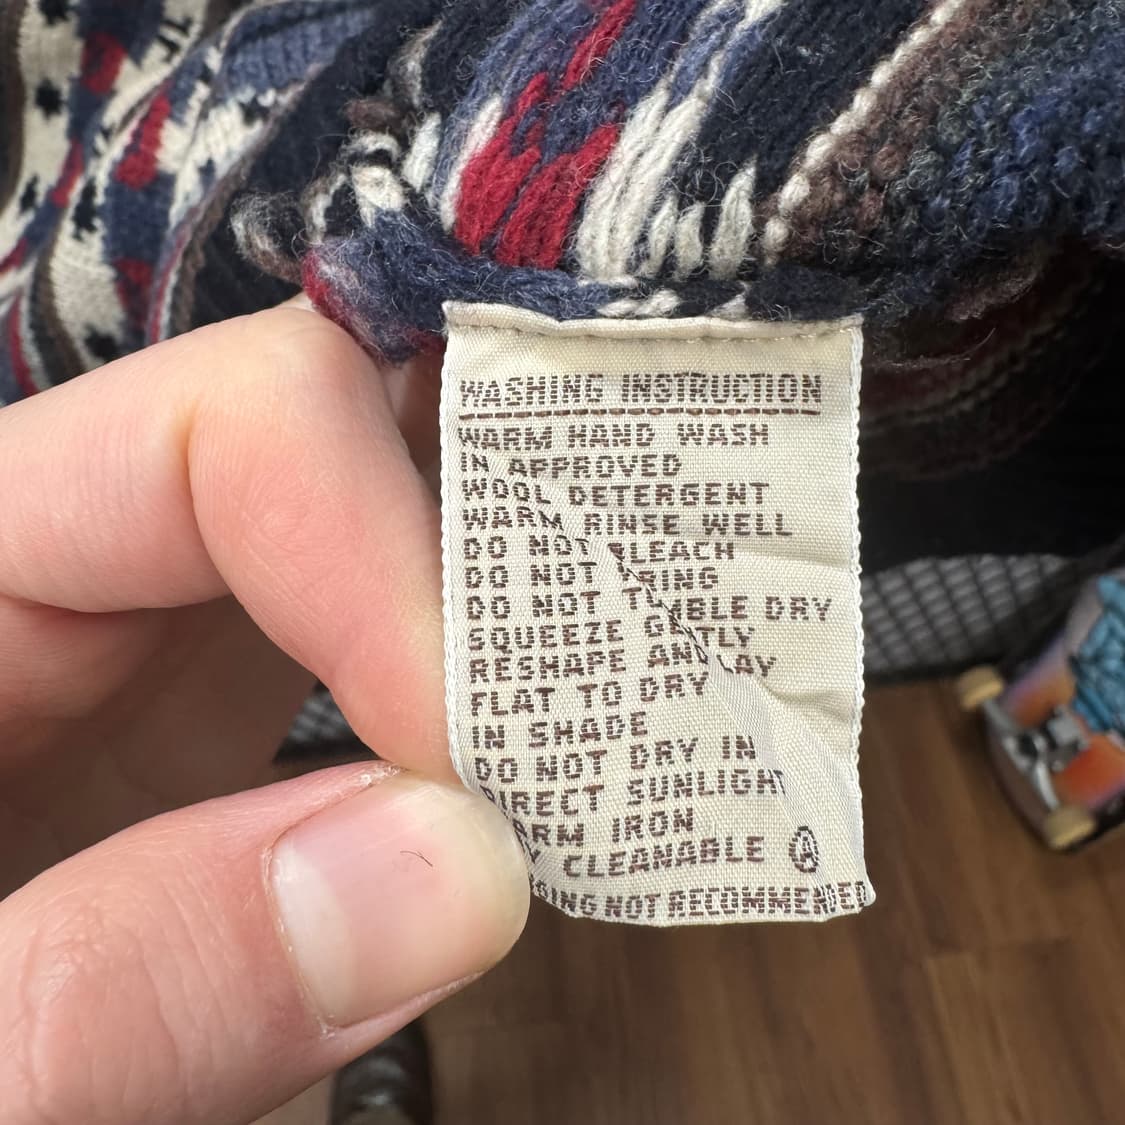 WASHING INSTRUCTION
WARM HAND WASH
IN APPROVED
WOOL DETERGENT
WARM RINSE WELL
DO NOT BLEACH
DO NOT WRING
DO NOT TUMBLE DRY
SQUEEZE GENTLY
RESHAPE AND LAY
FLAT TO DRY
IN SHADE
DO NOT DRY IN
DIRECT SUNLIGHT
WARM IRON
CLEANABLE Ⓐ
NOT RECOMMENDED